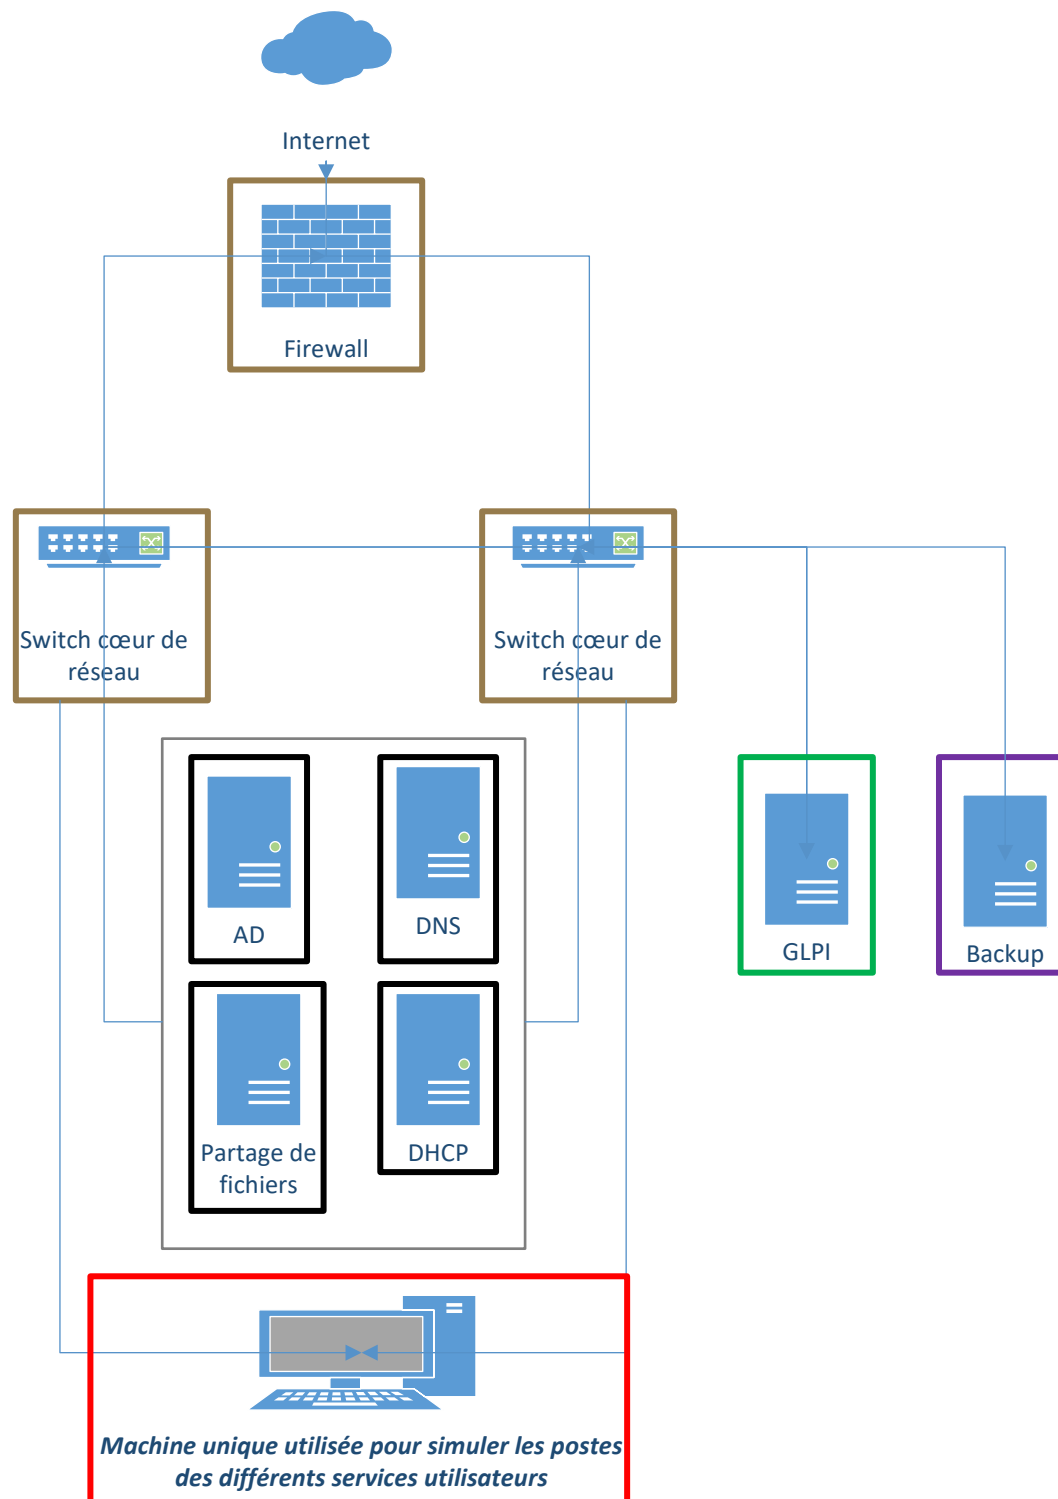 Internet
Firewall
Switch cœur de
réseau
Switch cœur de
réseau
AD
DNS
GLPI
Backup
Partage de
fichiers
DHCP
Machine unique utilisée pour simuler les postes
des différents services utilisateurs